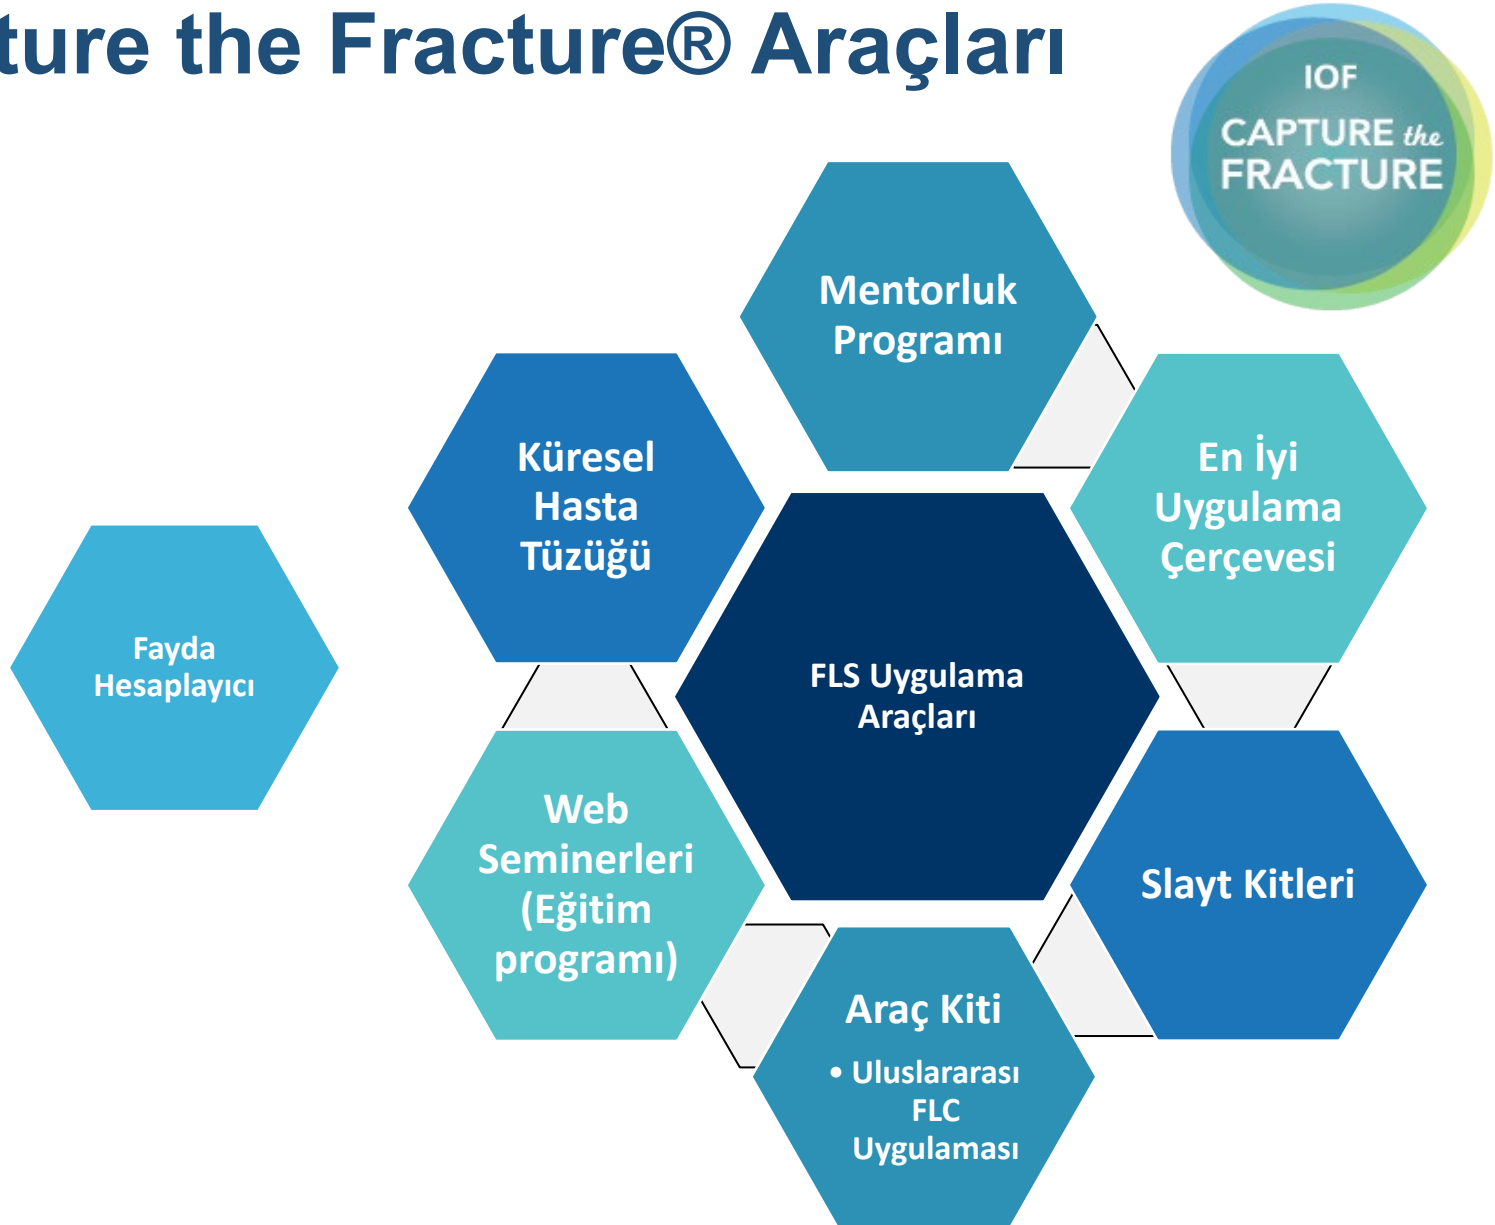 ture the Fracture® Araçları
IOF
CAPTURE the
FRACTURE
Mentorluk
Programı
Küresel
Hasta
Tüzüğü
En İyi
Uygulama
Çerçevesi
Fayda
Hesaplayıcı
FLS Uygulama
Araçları
Web
Seminerleri
(Eğitim
programı)
Slayt Kitleri
Araç Kiti
• Uluslararası
FLC
Uygulaması